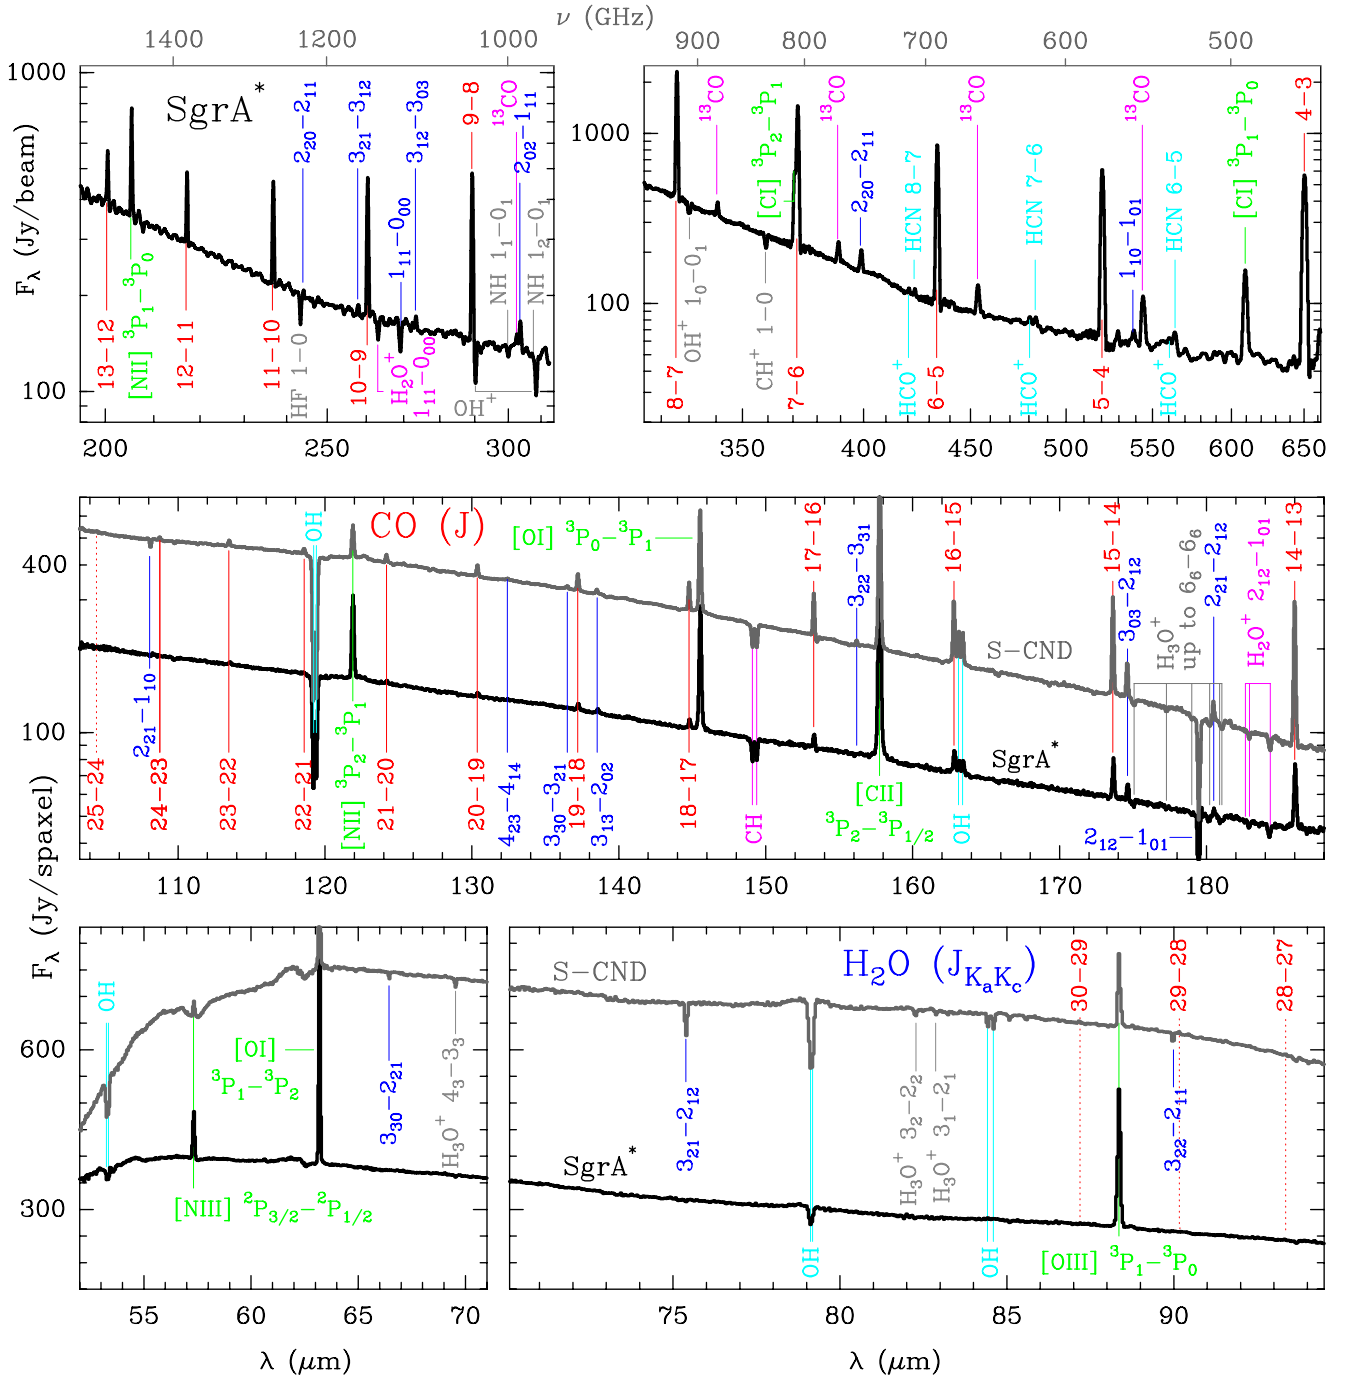 ν (GHz)
1400 1200 1000 900 800 700 600 500
1000
100
F_λ (Jy/beam)
SgrA*
2₂₀−2₁₁
3₂₁−3₁₂
3₁₂−3₀₃
9−8
¹³CO
2₀₂−1₁₁
13−12
[NII] ³P₁−³P₀
12−11
11−10
HF 1−0
10−9
H₂O⁺
1₁₁−0₀₀
1₁₁−0₀₀
OH⁺
NH 1₁−0₁
NH 1₂−0₁
200 250 300
1000
100
¹³CO
[CI] ³P₂−³P₁
¹³CO
2₂₀−2₁₁
HCN 8−7
¹³CO
HCN 7−6
¹³CO
1₁₀−1₀₁
HCN 6−5
[CI] ³P₁−³P₀
4−3
8−7
OH⁺ 1₀−0₁
CH⁺ 1−0
7−6
HCO⁺
6−5
HCO⁺
5−4
HCO⁺
350 400 450 500 550 600 650
F_λ (Jy/spaxel)
400
100
OH
CO (J)
[OI] ³P₀−³P₁
17−16
3₂₂−3₃₁
16−15
S−CND
15−14
3₀₃−2₁₂
H₃O⁺
up to 6₆−6₆
2₂₁−2₁₂
H₂O⁺ 2₁₂−1₀₁
14−13
25−24
2₂₁−1₁₀
24−23
23−22
22−21
[NII] ³P₂−³P₁
21−20
20−19
4₂₃−4₁₄
3₃₀−3₂₁
19−18
3₁₃−2₀₂
18−17
CH
[CII]
³P₂−³P₁/₂
OH
SgrA*
2₁₂−1₀₁
110 120 130 140 150 160 170 180
600
300
OH
[OI]
³P₁−³P₂
3₃₀−2₂₁
H₃O⁺ 4₃−3₃
[NIII] ²P₃/₂−²P₁/₂
55 60 65 70
λ (μm)
S−CND
H₂O (J_KaKc)
30−29
29−28
28−27
3₂₁−2₁₂
H₃O⁺ 3₂−2₂
H₃O⁺ 3₁−2₁
3₂₂−2₁₁
SgrA*
OH
OH
[OIII] ³P₁−³P₀
75 80 85 90
λ (μm)